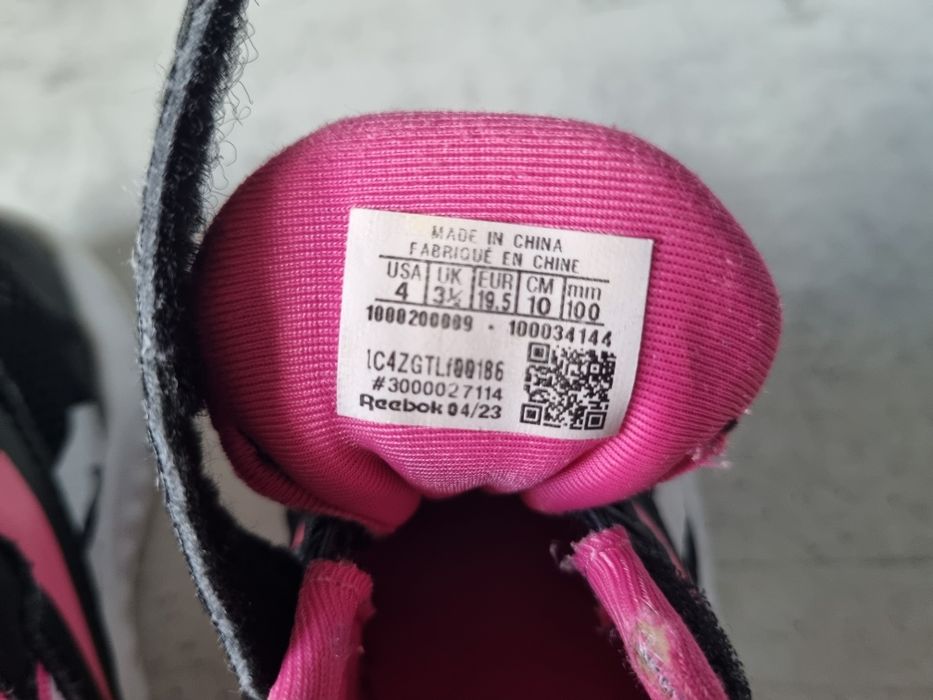 MADE IN CHINA
FABRIQUÉ EN CHINE
USA UK EUR CM mm
4 3½ 19.5 10 100
1000200009 · 100034144
#3000027114
Reebok 04/23